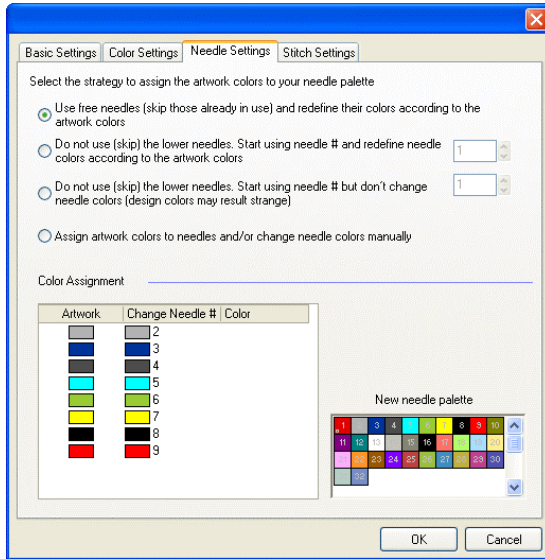 Basic Settings Color Settings Needle Settings Stitch Settings
Select the strategy to assign the artwork colors to your needle palette
Use free needles (skip those already in use) and redefine their colors according to the
artwork colors
Do not use (skip) the lower needles. Start using needle # and redefine needle
colors according to the artwork colors
1
Do not use (skip) the lower needles. Start using needle # but don´t change
needle colors (design colors may result strange)
1
Assign artwork colors to needles and/or change needle colors manually
Color Assignment
Artwork Change Needle # Color
2
3
4
5
6
7
8
9
New needle palette
1 2 3 4 5 6 7 8 9 10
11 12 13 15 16 17 18 19 20
21 22 23 24 25 26 27 28 29 30
32
OK Cancel